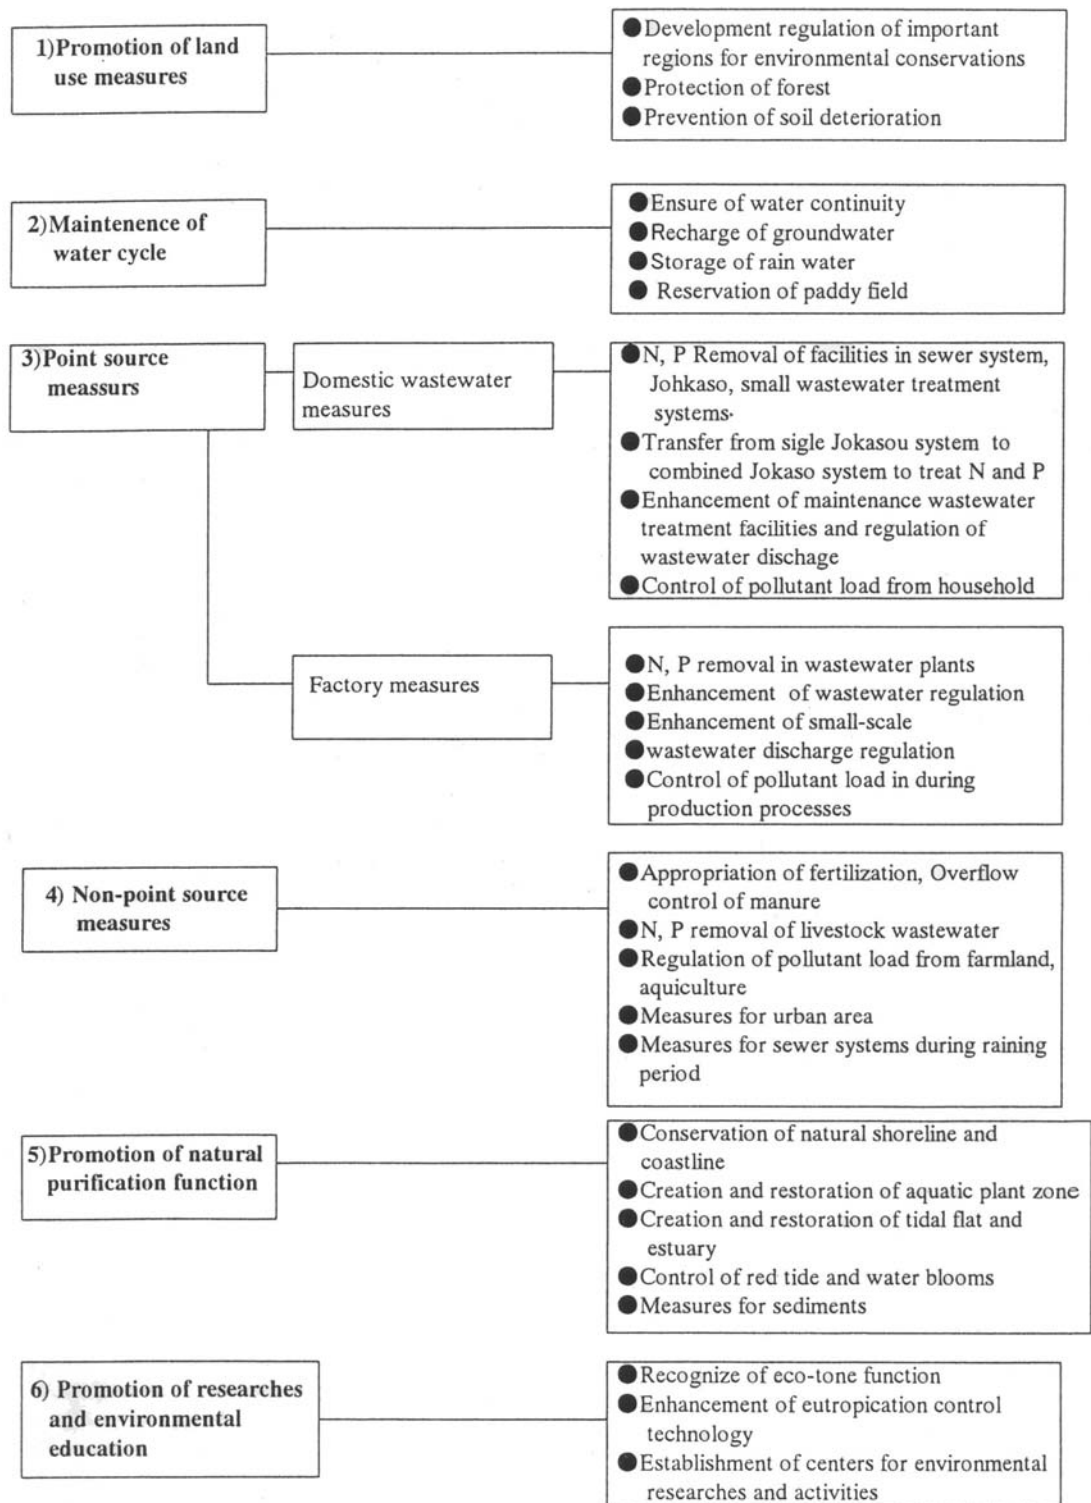 1)Promotion of land
use measures
●Development regulation of important
regions for environmental conservations
●Protection of forest
●Prevention of soil deterioration
2)Maintenence of
water cycle
●Ensure of water continuity
●Recharge of groundwater
●Storage of rain water
● Reservation of paddy field
3)Point source
meassurs
Domestic wastewater
measures
●N, P Removal of facilities in sewer system,
Johkaso, small wastewater treatment
systems·
●Transfer from sigle Jokasou system to
combined Jokaso system to treat N and P
●Enhancement of maintenance wastewater
treatment facilities and regulation of
wastewater dischage
●Control of pollutant load from household
Factory measures
●N, P removal in wastewater plants
●Enhancement of wastewater regulation
●Enhancement of small-scale
●wastewater discharge regulation
●Control of pollutant load in during
production processes
4) Non-point source
measures
●Appropriation of fertilization, Overflow
control of manure
●N, P removal of livestock wastewater
●Regulation of pollutant load from farmland,
aquiculture
●Measures for urban area
●Measures for sewer systems during raining
period
5)Promotion of natural
purification function
●Conservation of natural shoreline and
coastline
●Creation and restoration of aquatic plant zone
●Creation and restoration of tidal flat and
estuary
●Control of red tide and water blooms
●Measures for sediments
6) Promotion of researches
and environmental
education
●Recognize of eco-tone function
●Enhancement of eutropication control
technology
●Establishment of centers for environmental
researches and activities